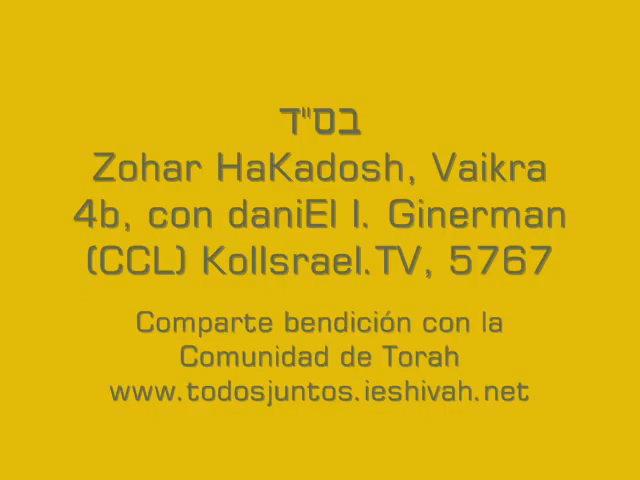 בס"ד
Zohar HaKadosh, Vaikra
4b, con daniEl I. Ginerman
(CCL) KolIsrael.TV, 5767
Comparte bendición con la
Comunidad de Torah
www.todosjuntos.ieshivah.net